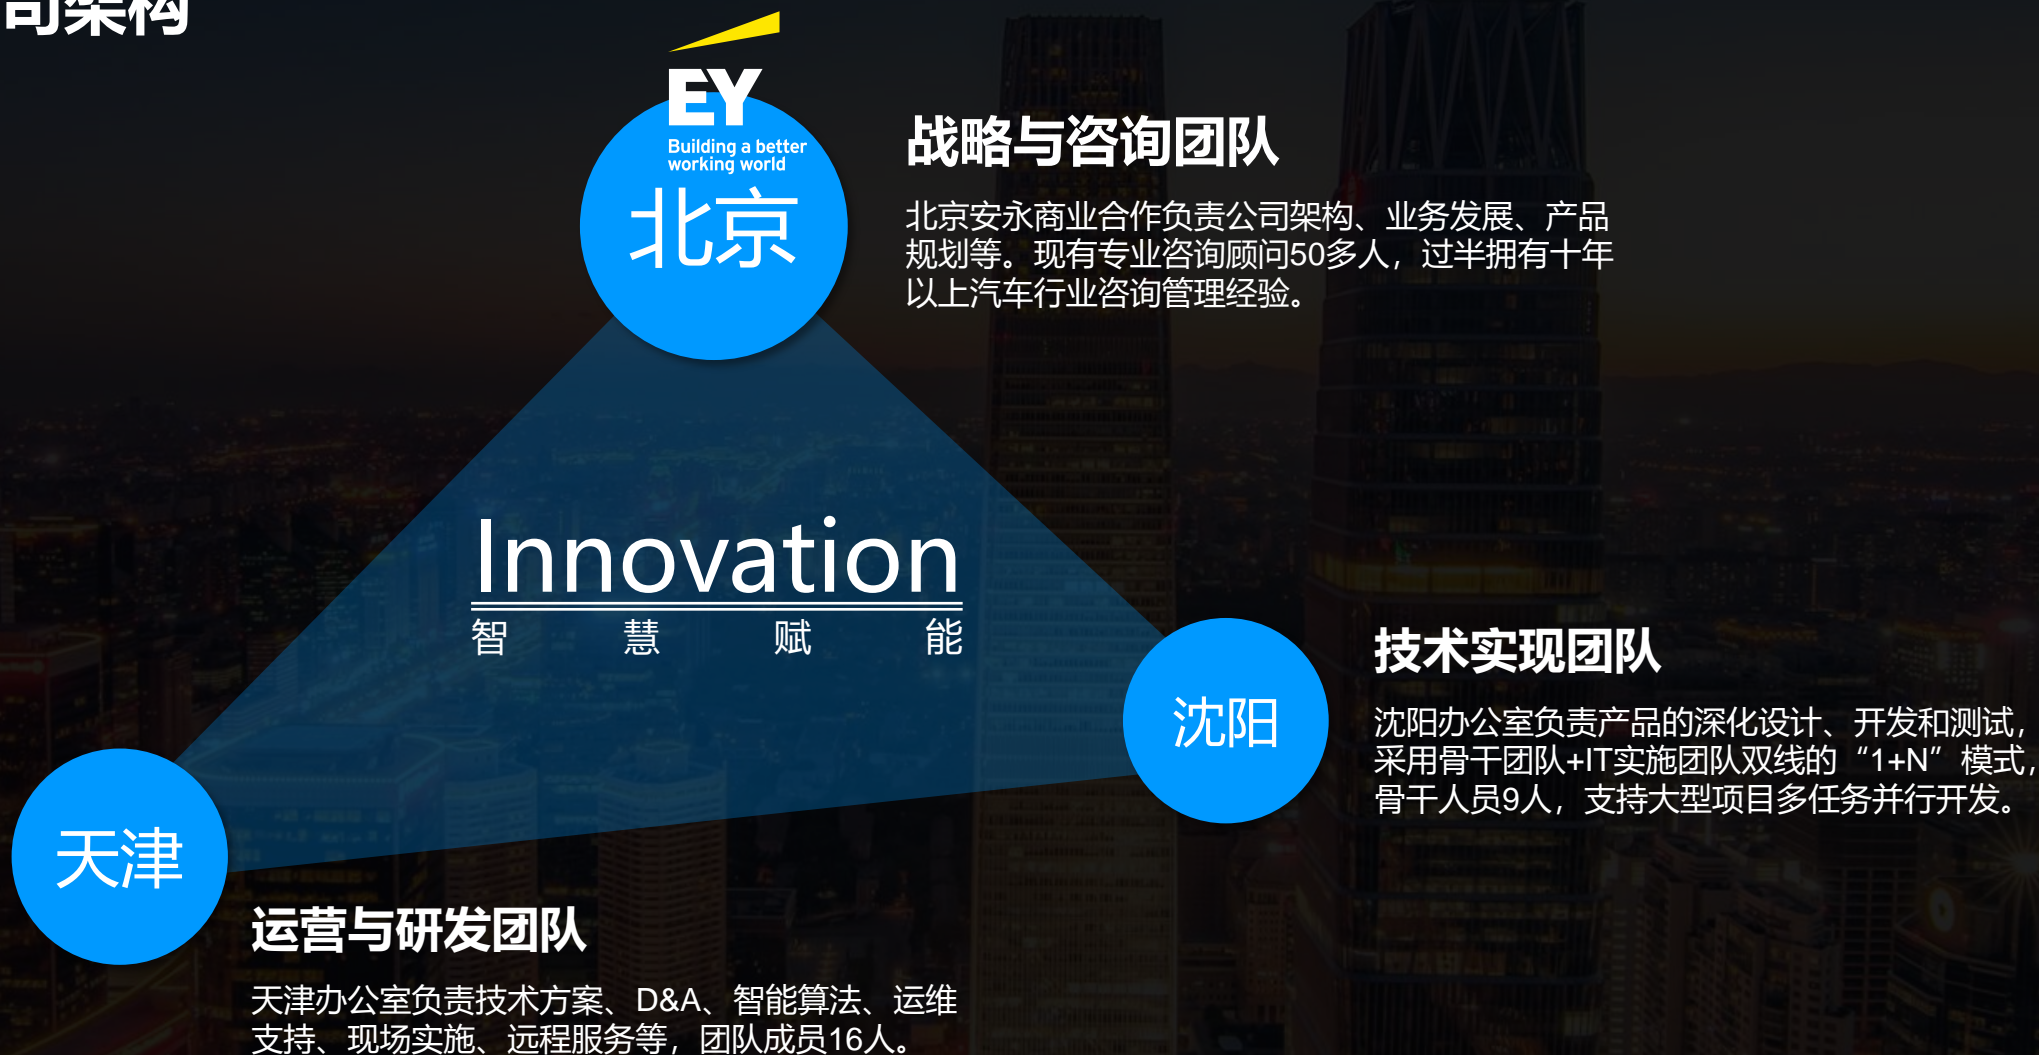 司架构
EY
Building a better
working world
北京
战略与咨询团队
北京安永商业合作负责公司架构、业务发展、产品
规划等。现有专业咨询顾问50多人，过半拥有十年
以上汽车行业咨询管理经验。
Innovation
智慧赋能
沈阳
技术实现团队
沈阳办公室负责产品的深化设计、开发和测试，
采用骨干团队+IT实施团队双线的“1+N”模式，
骨干人员9人，支持大型项目多任务并行开发。
天津
运营与研发团队
天津办公室负责技术方案、D&A、智能算法、运维
支持、现场实施、远程服务等，团队成员16人。